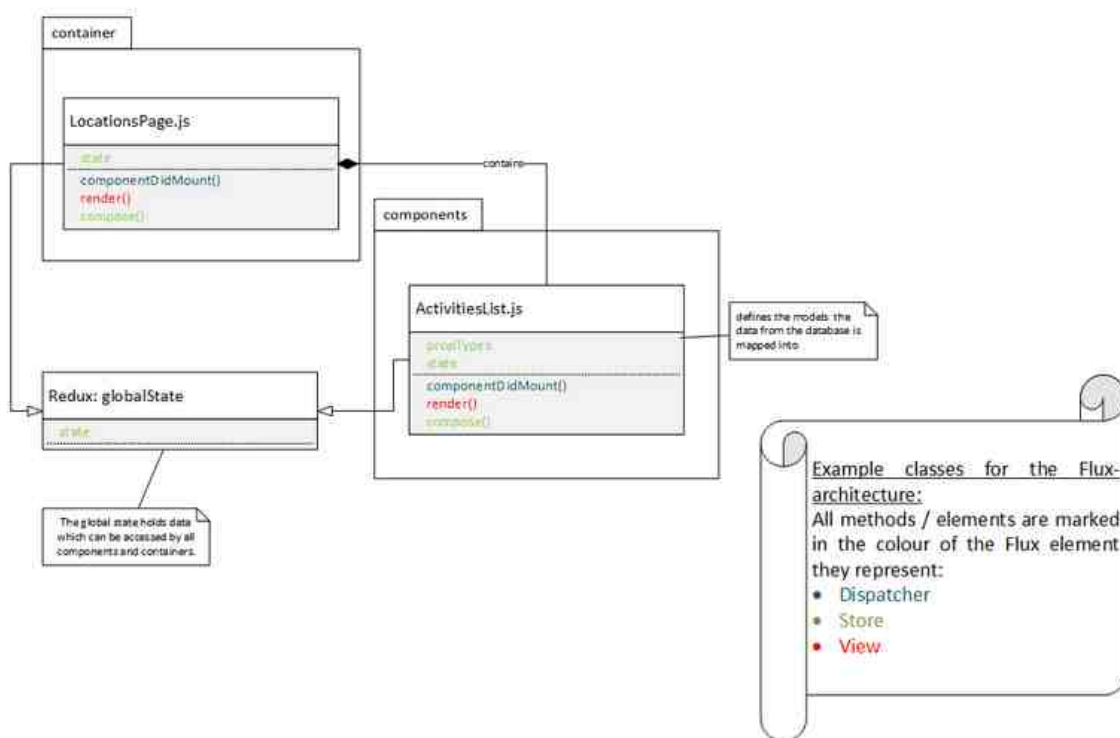 container
LocationsPage.js
state
componentDidMount()
render()
compose()
contains
components
ActivitiesList.js
propTypes
state
componentDidMount()
render()
compose()
defines the models the
data from the database is
mapped into
Redux: globalState
state
The global state holds data
which can be accessed by all
components and containers.
Example classes for the Flux-
architecture:
All methods / elements are marked
in the colour of the Flux element
they represent:
• Dispatcher
• Store
• View